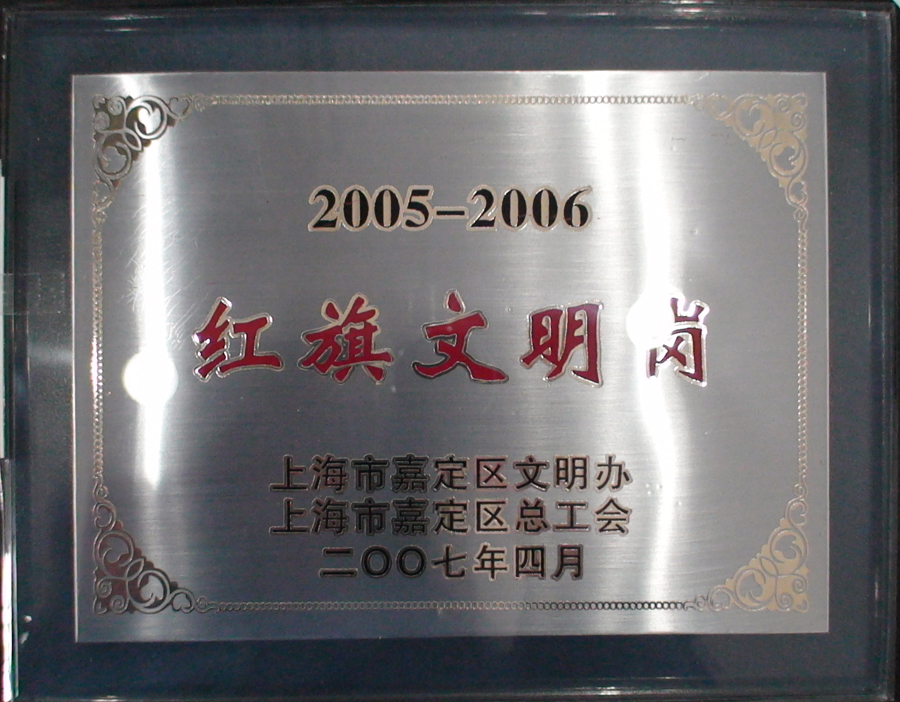 2005-2006
红旗文明岗
上海市嘉定区文明办
上海市嘉定区总工会
二〇〇七年四月